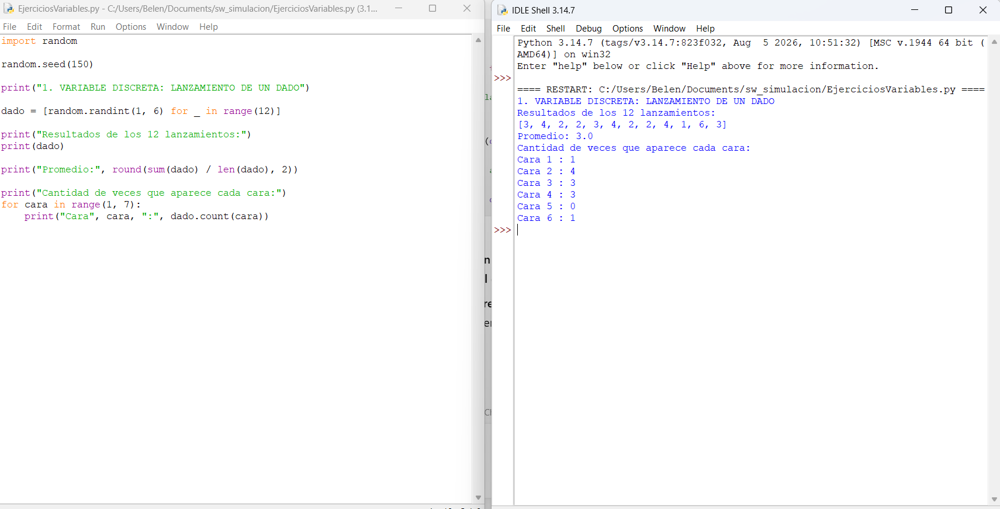 EjerciciosVariables.py - C:/Users/Belen/Documents/sw_simulacion/EjerciciosVariables.py (3.1...
File Edit Format Run Options Window Help
import random
random.seed(150)
print("1. VARIABLE DISCRETA: LANZAMIENTO DE UN DADO")
dado = [random.randint(1, 6) for _ in range(12)]
print("Resultados de los 12 lanzamientos:")
print(dado)
print("Promedio:", round(sum(dado) / len(dado), 2))
print("Cantidad de veces que aparece cada cara:")
for cara in range(1, 7):
    print("Cara", cara, ":", dado.count(cara))
IDLE Shell 3.14.7
File Edit Shell Debug Options Window Help
Python 3.14.7 (tags/v3.14.7:823f032, Aug  5 2026, 10:51:32) [MSC v.1944 64 bit (
AMD64)] on win32
Enter "help" below or click "Help" above for more information.
>>>
==== RESTART: C:/Users/Belen/Documents/sw_simulacion/EjerciciosVariables.py ====
1. VARIABLE DISCRETA: LANZAMIENTO DE UN DADO
Resultados de los 12 lanzamientos:
[3, 4, 2, 2, 3, 4, 2, 2, 4, 1, 6, 3]
Promedio: 3.0
Cantidad de veces que aparece cada cara:
Cara 1 : 1
Cara 2 : 4
Cara 3 : 3
Cara 4 : 3
Cara 5 : 0
Cara 6 : 1
>>>